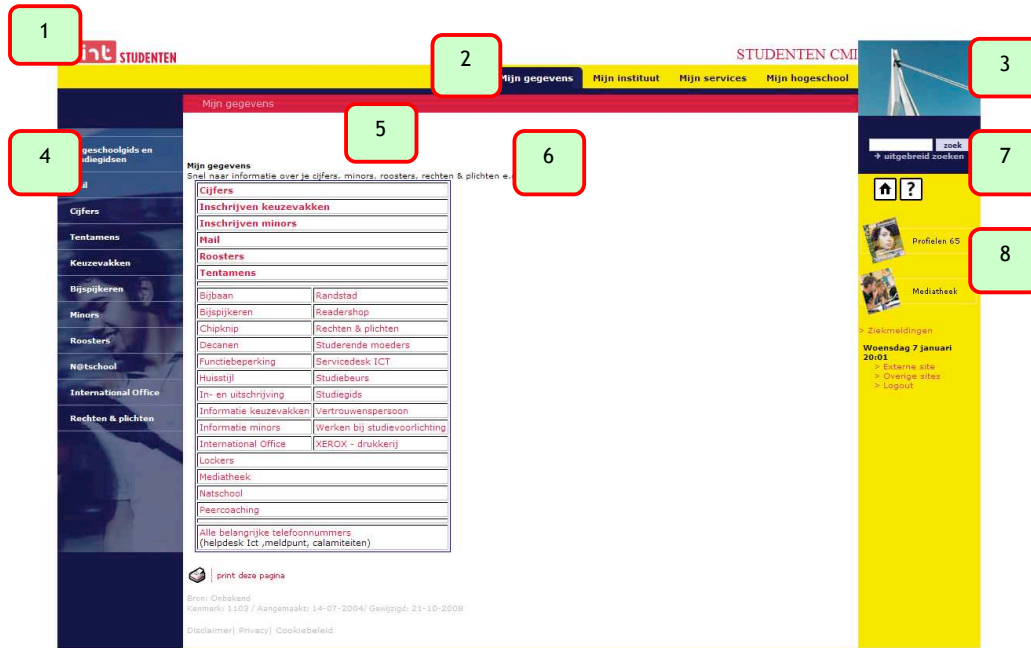 1
2
3
STUDENTEN
STUDENTEN CMI
Mijn gegevens Mijn instituut Mijn services Mijn hogeschool
Mijn gegevens
5
4
6
7
zoek
uitgebreid zoeken
?
Mijn gegevens
Snel naar informatie over je cijfers, minors, roosters, rechten & plichten
Cijfers
Inschrijven keuzevakken
Inschrijven minors
Mail
Roosters
Tentamens
Bijbaan Randstad
Bijspijkeren Readershop
Chipknip Rechten & plichten
Decanen Studerende moeders
Functiebeperking Servicedesk ICT
Huisstijl Studiebeurs
In- en uitschrijving Studiegids
Informatie keuzevakken Vertrouwenspersoon
Informatie minors Werken bij studievoorlichting
International Office XEROX - drukkerij
Lockers
Mediatheek
Natschool
Peercoaching
Alle belangrijke telefoonnummers
(helpdesk Ict ,meldpunt, calamiteiten)
geschoolgids en
diegidsen
Cijfers
Tentamens
Keuzevakken
Bijspijkeren
Minors
Roosters
N@tschool
International Office
Rechten & plichten
8
Profielen 65
Mediatheek
> Ziekmeldingen
Woensdag 7 januari
20:01
> Externe site
> Overige sites
> Logout
print deze pagina
Bron: Onbekend
Kenmerk: 1103 / Aangemaakt: 14-07-2004/ Gewijzigd: 21-10-2008
Disclaimer| Privacy| Cookiebeleid